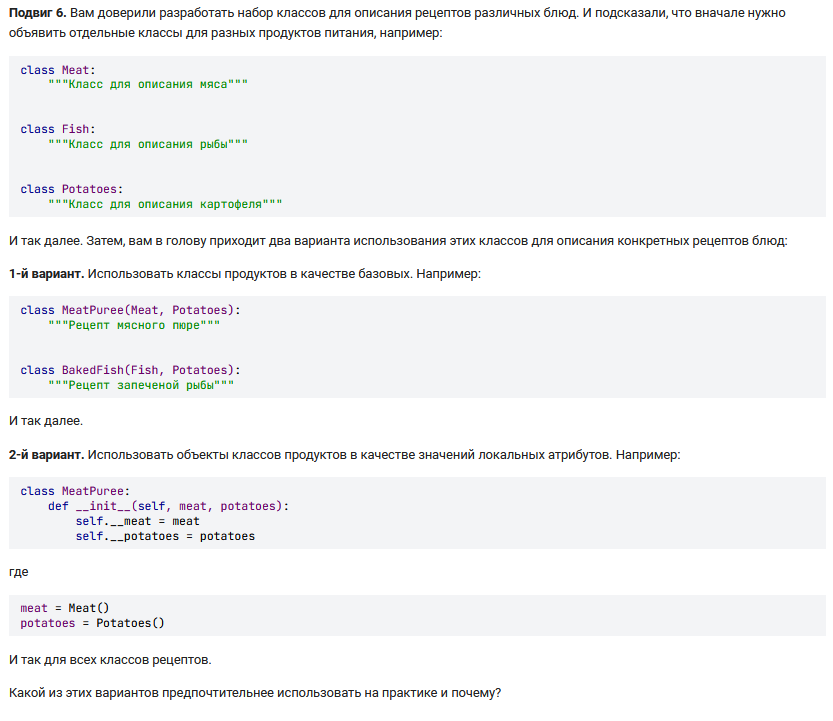 Подвиг 6. Вам доверили разработать набор классов для описания рецептов различных блюд. И подсказали, что вначале нужно
объявить отдельные классы для разных продуктов питания, например:
class Meat:
    """Класс для описания мяса"""
class Fish:
    """Класс для описания рыбы"""
class Potatoes:
    """Класс для описания картофеля"""
И так далее. Затем, вам в голову приходит два варианта использования этих классов для описания конкретных рецептов блюд:
1-й вариант. Использовать классы продуктов в качестве базовых. Например:
class MeatPuree(Meat, Potatoes):
    """Рецепт мясного пюре"""
class BakedFish(Fish, Potatoes):
    """Рецепт запеченой рыбы"""
И так далее.
2-й вариант. Использовать объекты классов продуктов в качестве значений локальных атрибутов. Например:
class MeatPuree:
    def __init__(self, meat, potatoes):
        self.__meat = meat
        self.__potatoes = potatoes
где
meat = Meat()
potatoes = Potatoes()
И так для всех классов рецептов.
Какой из этих вариантов предпочтительнее использовать на практике и почему?